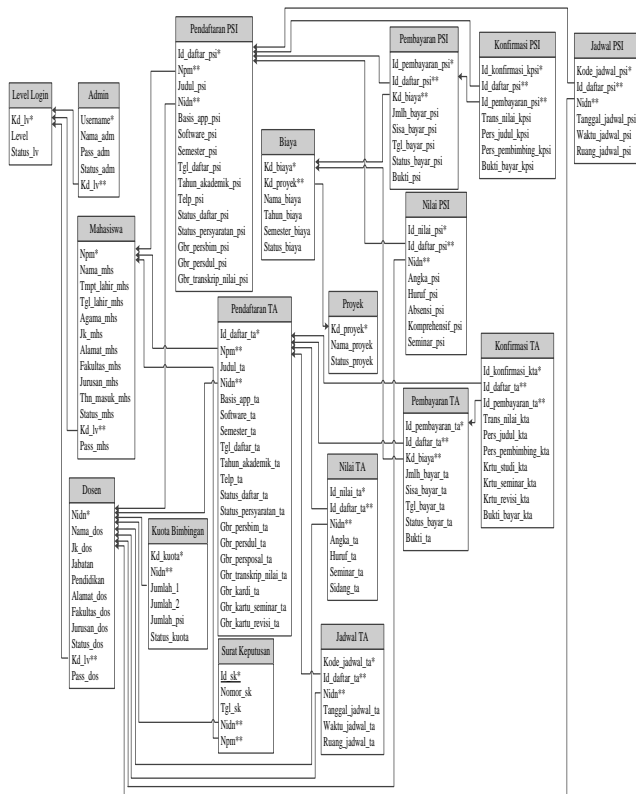 Level Login
Kd_lv*
Level
Status_lv
Admin
Username*
Nama_adm
Pass_adm
Status_adm
Kd_lv**
Mahasiswa
Npm*
Nama_mhs
Tmpt_lahir_mhs
Tgl_lahir_mhs
Agama_mhs
Jk_mhs
Alamat_mhs
Fakultas_mhs
Jurusan_mhs
Thn_masuk_mhs
Status_mhs
Kd_lv**
Pass_mhs
Dosen
Nidn*
Nama_dos
Jk_dos
Jabatan
Pendidikan
Alamat_dos
Fakultas_dos
Jurusan_dos
Status_dos
Kd_lv**
Pass_dos
Kuota Bimbingan
Kd_kuota*
Nidn**
Jumlah_1
Jumlah_2
Jumlah_psi
Status_kuota
Pendaftaran PSI
Id_daftar_psi*
Npm**
Judul_psi
Nidn**
Basis_app_psi
Software_psi
Semester_psi
Tgl_daftar_psi
Tahun_akademik_psi
Telp_psi
Status_daftar_psi
Status_persyaratan_psi
Gbr_persbim_psi
Gbr_persdul_psi
Gbr_transkrip_nilai_psi
Pendaftaran TA
Id_daftar_ta*
Npm**
Judul_ta
Nidn**
Basis_app_ta
Software_ta
Semester_ta
Tgl_daftar_ta
Tahun_akademik_ta
Telp_ta
Status_daftar_ta
Status_persyaratan_ta
Gbr_persbim_ta
Gbr_persdul_ta
Gbr_persposal_ta
Gbr_transkrip_nilai_ta
Gbr_kardi_ta
Gbr_kartu_seminar_ta
Gbr_kartu_revisi_ta
Surat Keputusan
Id_sk*
Nomor_sk
Tgl_sk
Nidn**
Npm**
Biaya
Kd_biaya*
Kd_proyek**
Nama_biaya
Tahun_biaya
Semester_biaya
Status_biaya
Proyek
Kd_proyek*
Nama_proyek
Status_proyek
Nilai TA
Id_nilai_ta*
Id_daftar_ta**
Nidn**
Angka_ta
Huruf_ta
Seminar_ta
Sidang_ta
Jadwal TA
Kode_jadwal_ta*
Id_daftar_ta**
Nidn**
Tanggal_jadwal_ta
Waktu_jadwal_ta
Ruang_jadwal_ta
Pembayaran PSI
Id_pembayaran_psi*
Id_daftar_psi**
Kd_biaya**
Jmlh_bayar_psi
Sisa_bayar_psi
Tgl_bayar_psi
Status_bayar_psi
Bukti_psi
Nilai PSI
Id_nilai_psi*
Id_daftar_psi**
Nidn**
Angka_psi
Huruf_psi
Absensi_psi
Komprehensif_psi
Seminar_psi
Pembayaran TA
Id_pembayaran_ta*
Id_daftar_ta**
Kd_biaya**
Jmlh_bayar_ta
Sisa_bayar_ta
Tgl_bayar_ta
Status_bayar_ta
Bukti_ta
Konfirmasi PSI
Id_konfirmasi_kpsi*
Id_daftar_psi**
Id_pembayaran_psi**
Trans_nilai_kpsi
Pers_judul_kpsi
Pers_pembimbing_kpsi
Bukti_bayar_kpsi
Konfirmasi TA
Id_konfirmasi_kta*
Id_daftar_ta**
Id_pembayaran_ta**
Trans_nilai_kta
Pers_judul_kta
Pers_pembimbing_kta
Krtu_studi_kta
Krtu_seminar_kta
Krtu_revisi_kta
Bukti_bayar_kta
Jadwal PSI
Kode_jadwal_psi*
Id_daftar_psi**
Nidn**
Tanggal_jadwal_psi
Waktu_jadwal_psi
Ruang_jadwal_psi